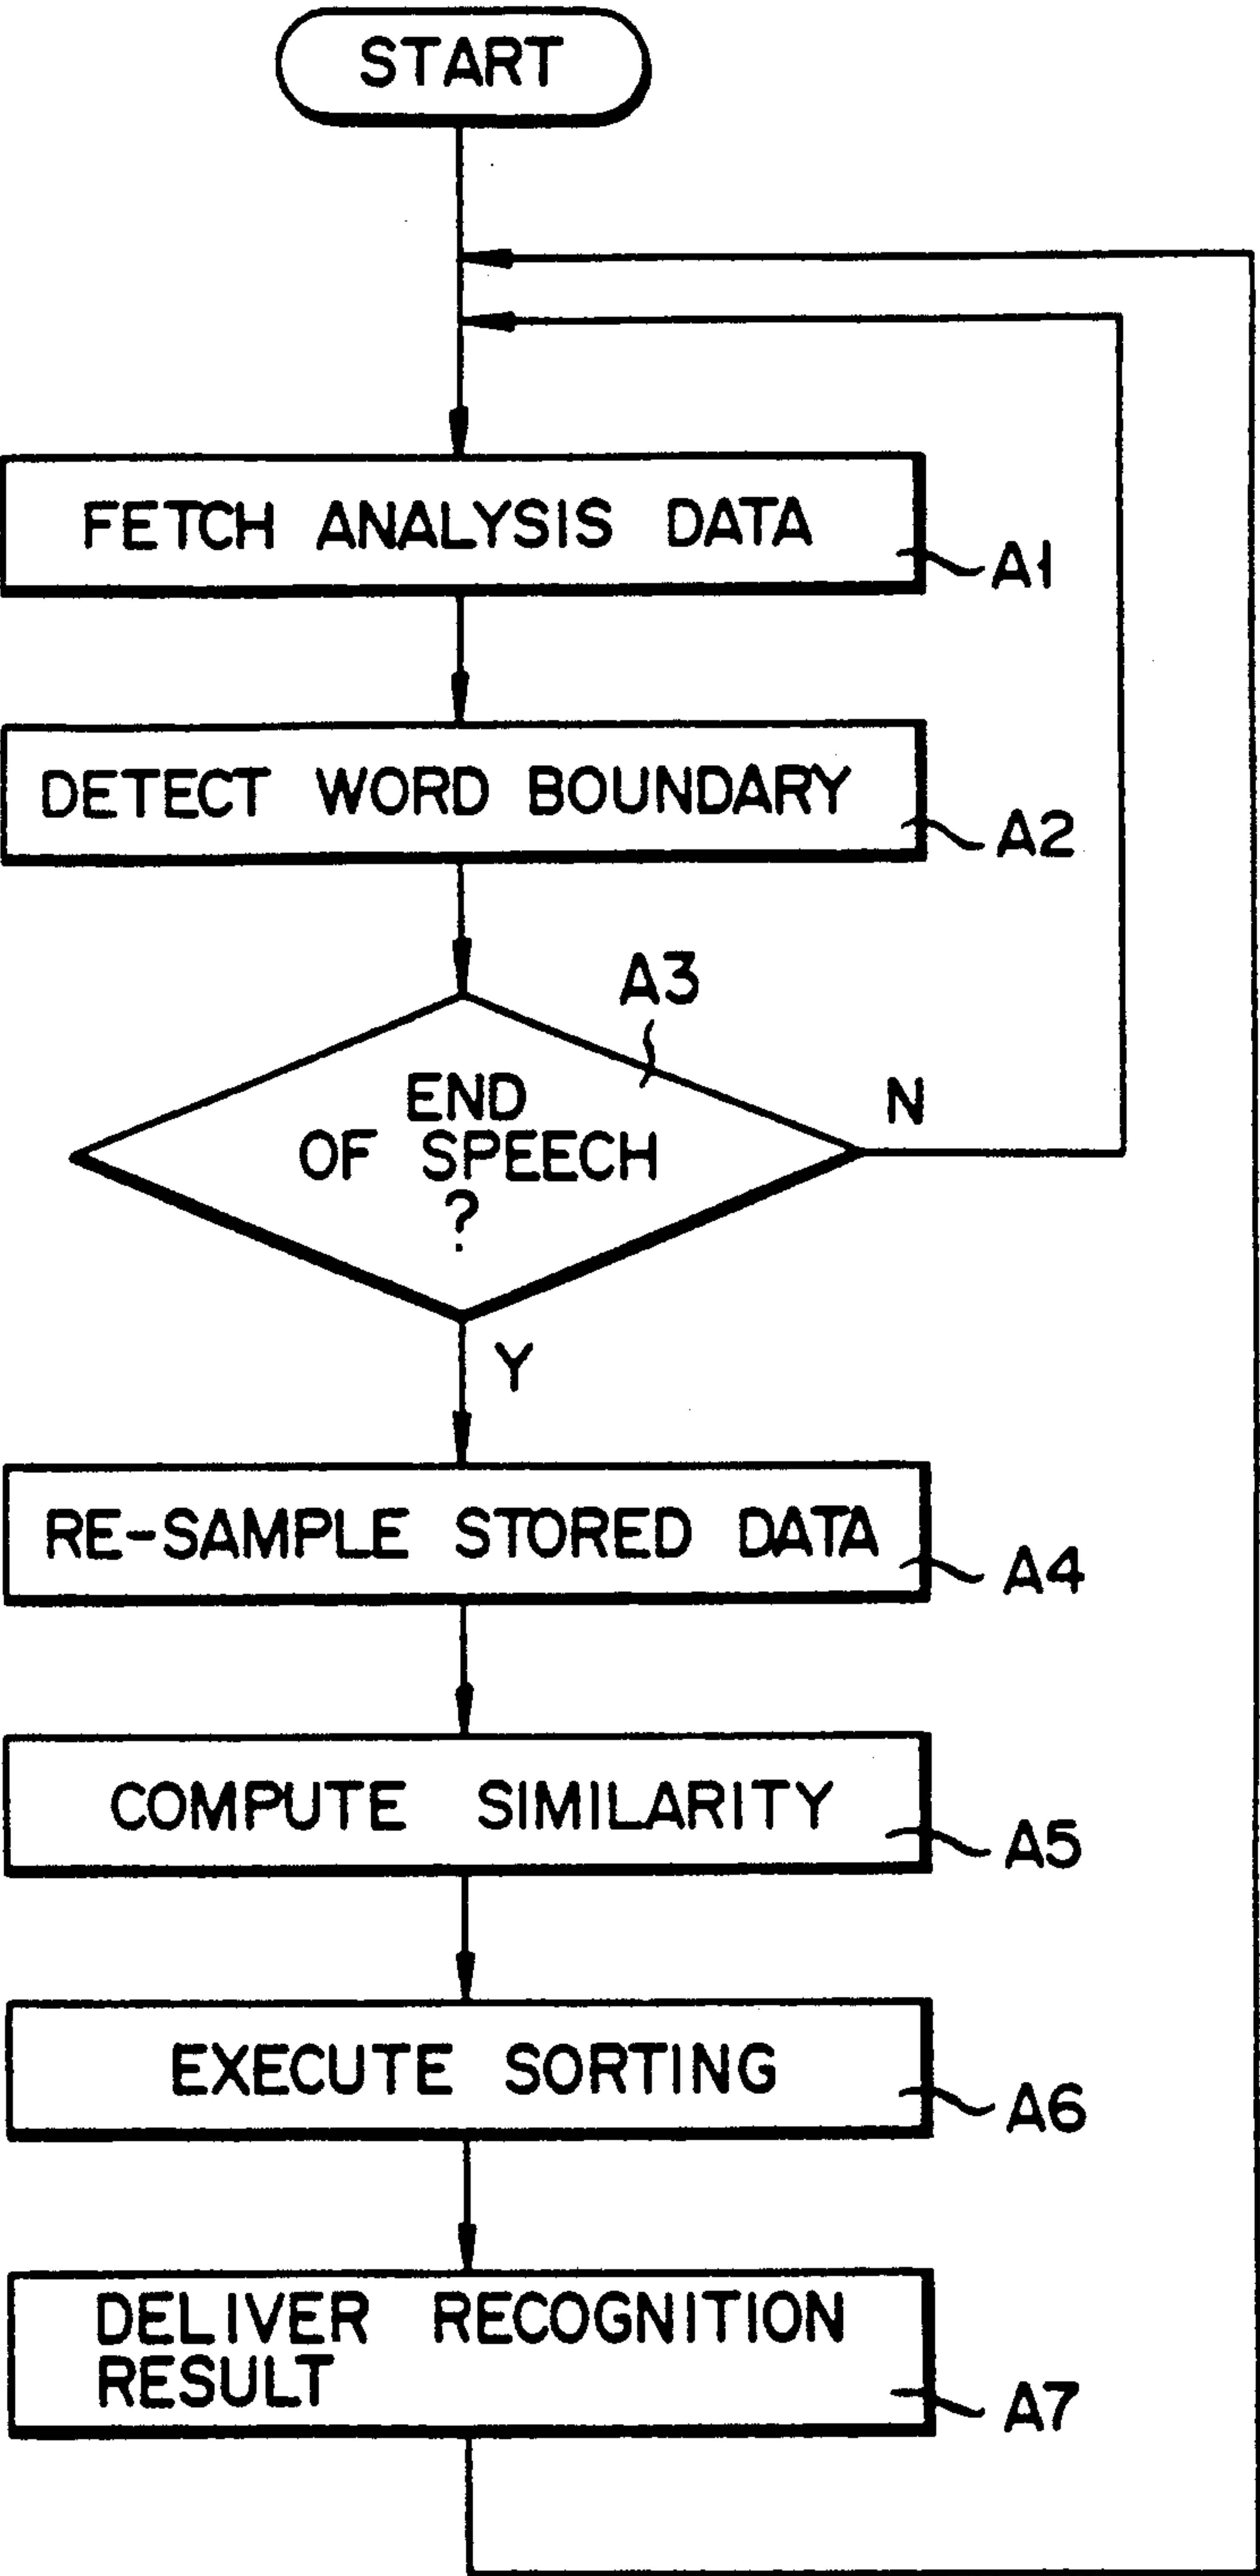 START
FETCH ANALYSIS DATA
A1
DETECT WORD BOUNDARY
A2
A3
END
OF SPEECH
?
N
Y
RE-SAMPLE STORED DATA
A4
COMPUTE SIMILARITY
A5
EXECUTE SORTING
A6
DELIVER RECOGNITION
RESULT
A7